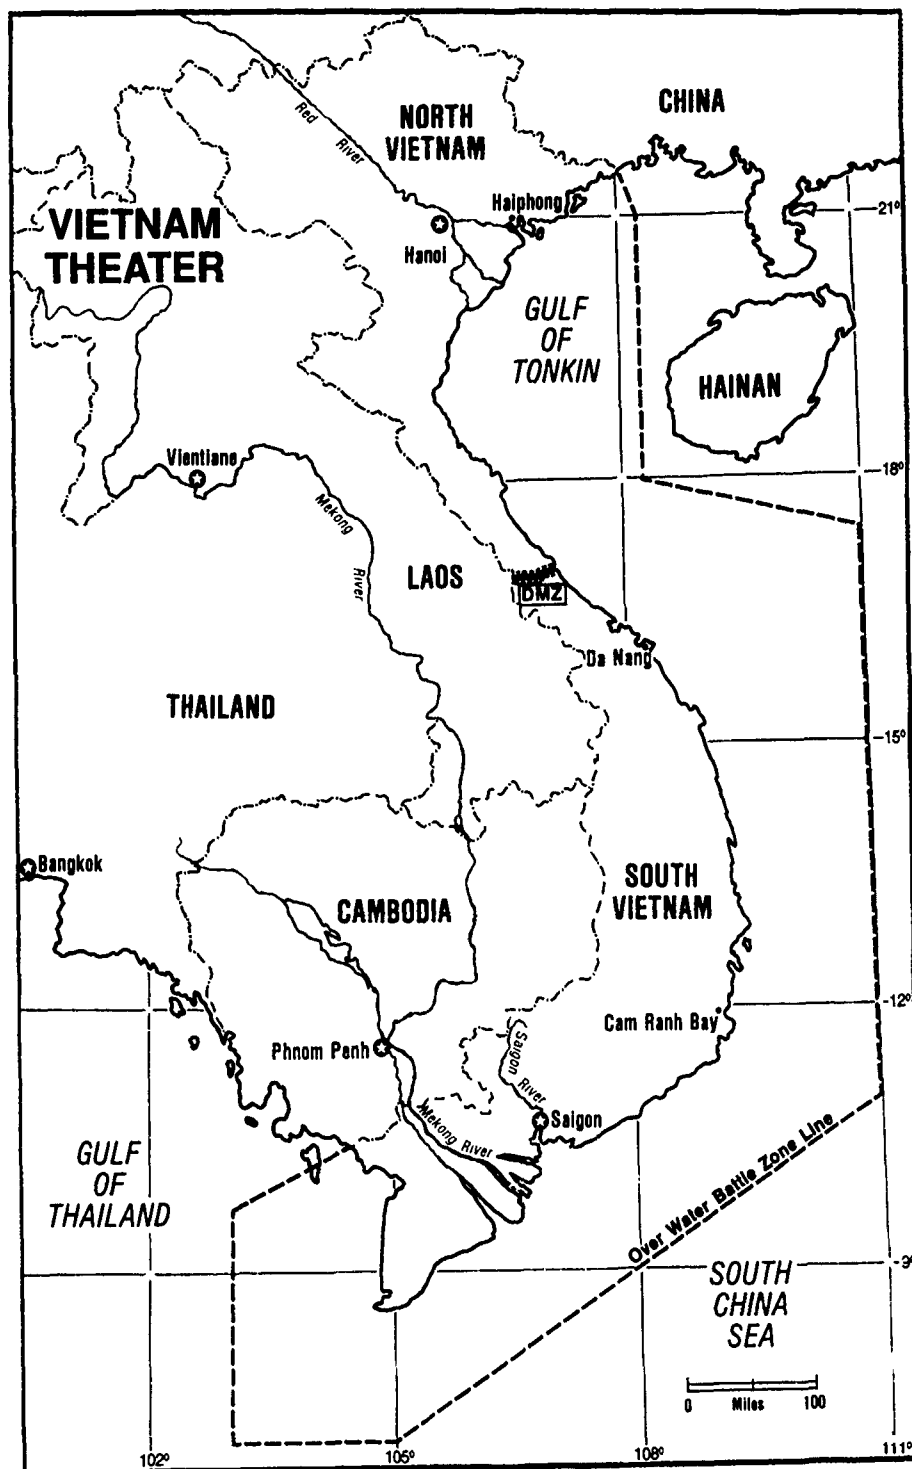 CHINA
NORTH
VIETNAM
Red
River
VIETNAM
THEATER
Haiphong
Hanoi
21°
GULF
OF
TONKIN
HAINAN
Vientiane
18°
Mekong
River
LAOS
DMZ
Da Nang
THAILAND
15°
Bangkok
CAMBODIA
SOUTH
VIETNAM
12°
Cam Ranh Bay
Phnom Penh
Saigon
River
Saigon
Mekong River
GULF
OF
THAILAND
Over Water Battle Zone Line
9°
SOUTH
CHINA
SEA
0 Miles 100
102°
105°
108°
111°